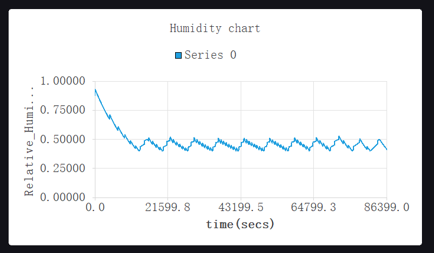 Humidity chart
Series 0
Relative_Humi...
1.00000
0.75000
0.50000
0.25000
0.00000
0.0 21599.8 43199.5 64799.3 86399.0
time(secs)